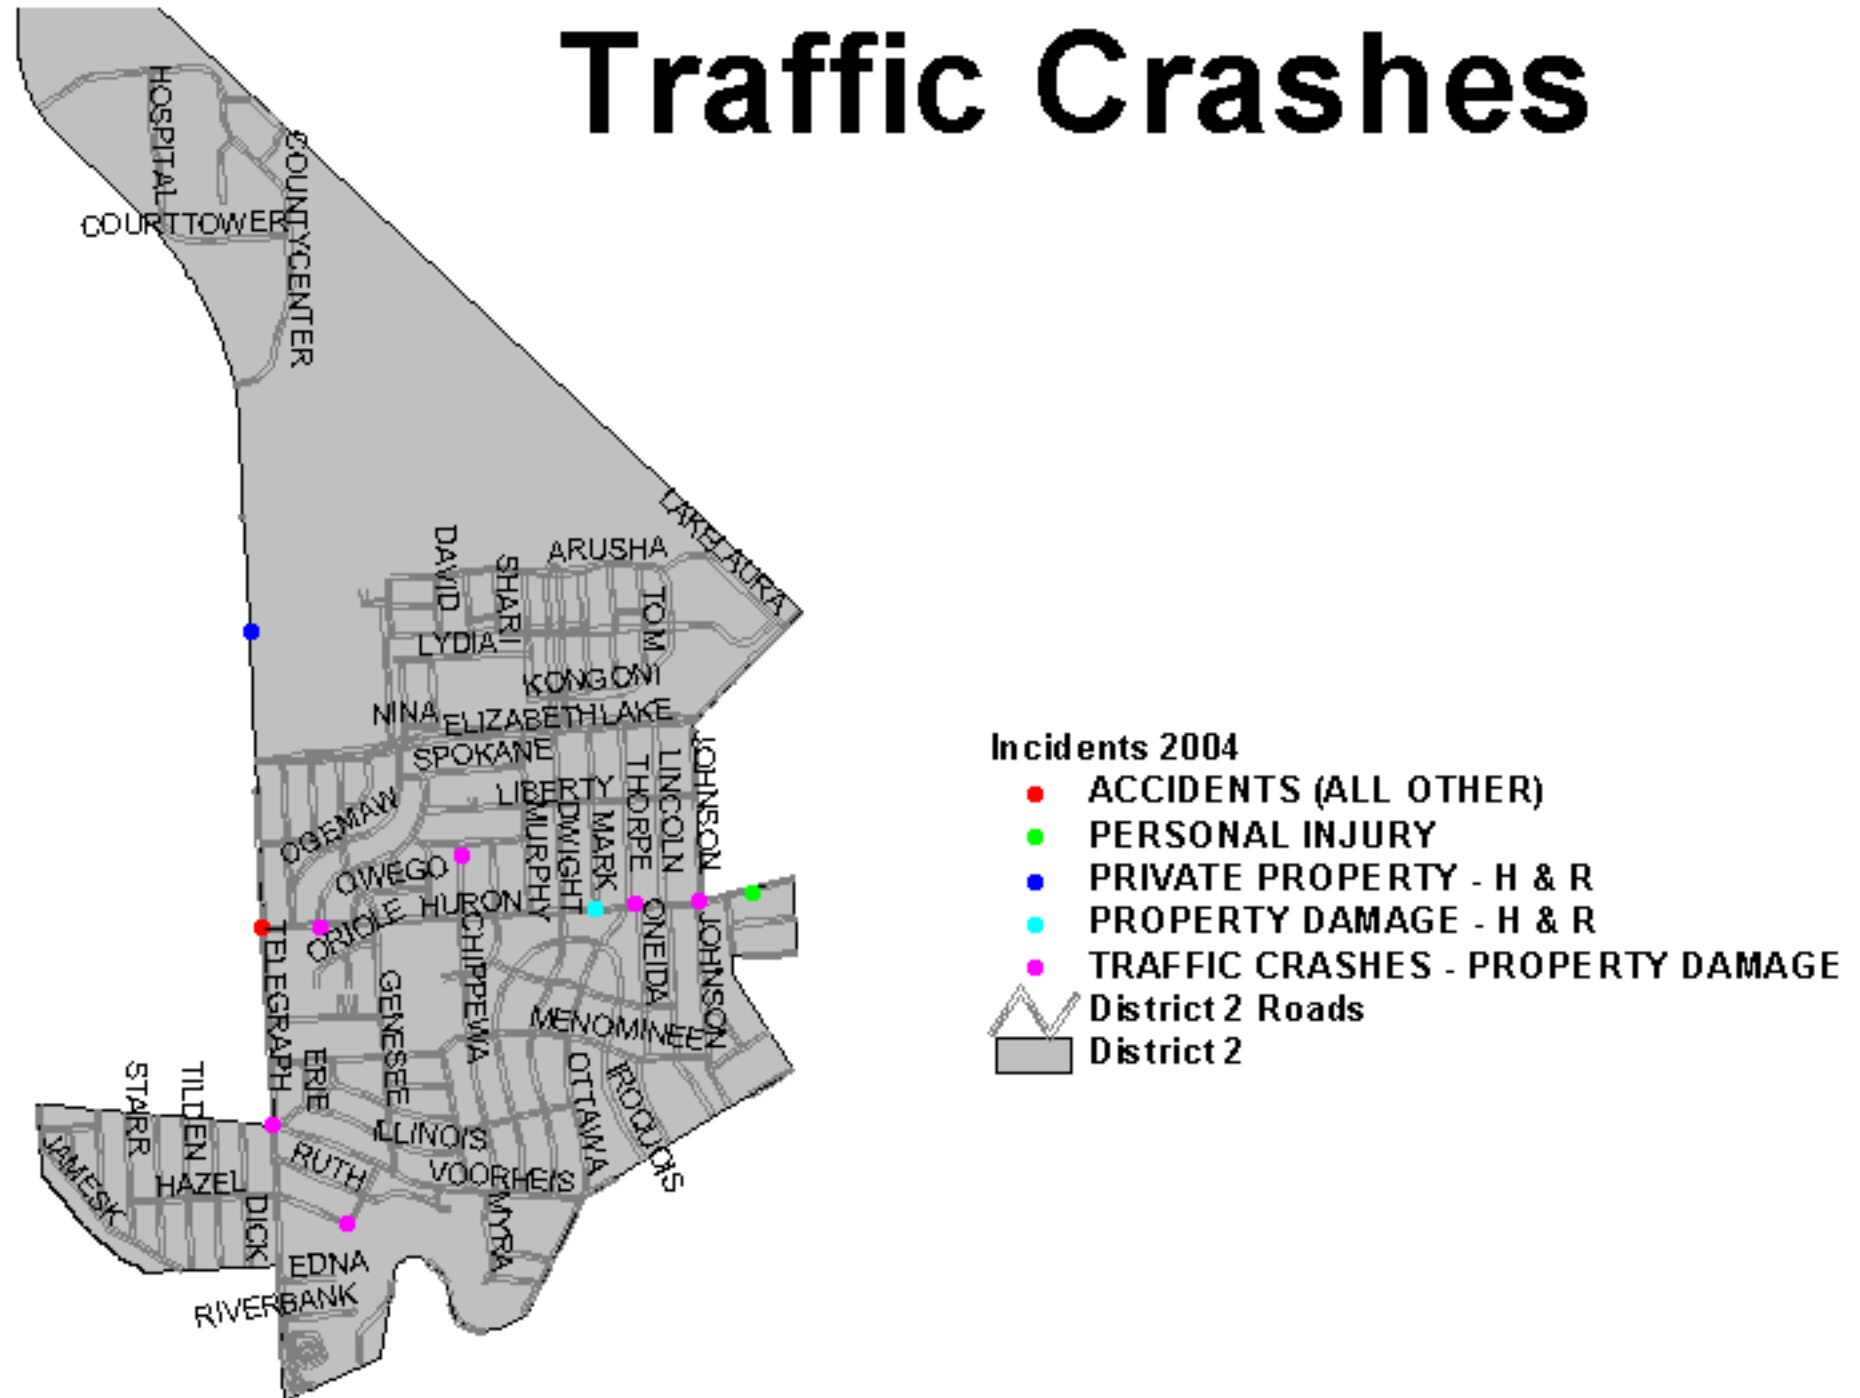 Traffic Crashes
HOSPITAL
COUNTYCENTER
COURTTOWER
LAKELAURA
DAVID
SHARI
ARUSHA
TOM
LYDIA
KONGONI
NINA
ELIZABETHLAKE
SPOKANE
JOHNSON
LINCOLN
THORPE
LIBERTY
MURPHY
DWIGHT
MARK
OGEMAW
OWEGO
HURON
ORIOLE
TELEGRAPH
CHIPPEWA
ONEIDA
JOHNSON
GENESEE
MENOMINEE
ERIE
OTTAWA
IROQUOIS
STARR
TILDEN
ILLINOIS
RUTH
VOORHEIS
JAMESK
HAZEL
DICK
MYRA
EDNA
RIVERBANK
Incidents 2004
ACCIDENTS (ALL OTHER)
PERSONAL INJURY
PRIVATE PROPERTY - H & R
PROPERTY DAMAGE - H & R
TRAFFIC CRASHES - PROPERTY DAMAGE
District 2 Roads
District 2